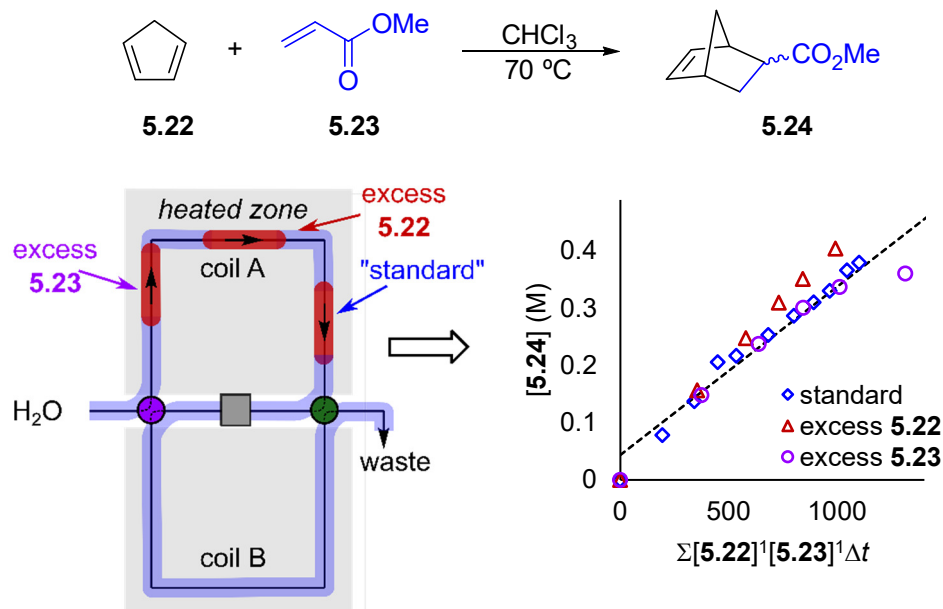 +
OMe
O
CHCl3
70 ºC
CO2Me
5.22
5.23
5.24
heated zone
excess
5.22
excess
5.23
coil A
"standard"
H2O
waste
coil B
[5.24] (M)
0.4
0.3
0.2
0.1
0
standard
excess 5.22
excess 5.23
0
500
1000
Σ[5.22]¹[5.23]¹Δt